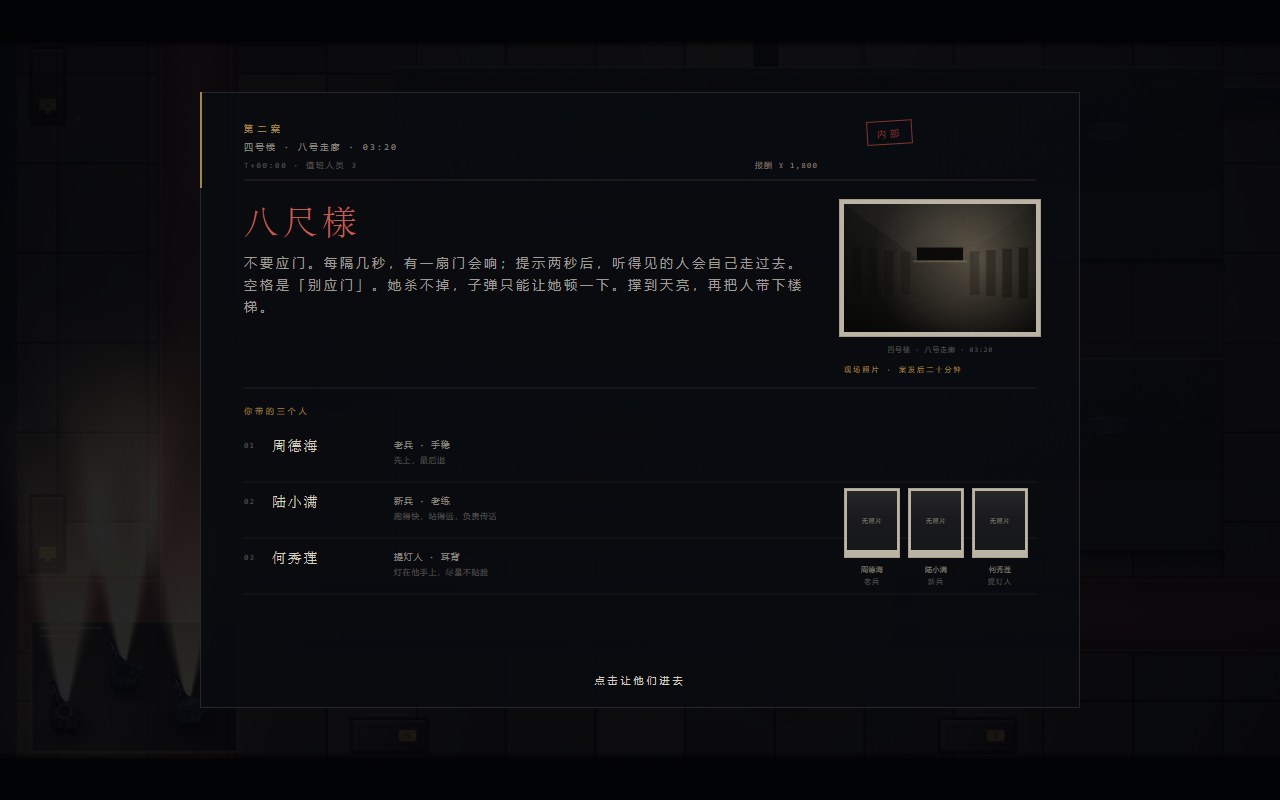 第二案
四号楼 · 八号走廊 · 03:20
T+00:00 · 值班人员 3
报酬 ¥ 1,800
内部
八尺様
不要应门。每隔几秒，有一扇门会响；提示两秒后，听得见的人会自己走过去。
空格是「别应门」。她杀不掉，子弹只能让她顿一下。撑到天亮，再把人带下楼
梯。
四号楼 · 八号走廊 · 03:20
现场照片 · 案发后二十分钟
你带的三个人
01 周德海 老兵 · 手稳
先上，最后退
02 陆小满 新兵 · 老练
跑得快，站得远，负责传话
03 何秀莲 提灯人 · 耳背
灯在他手上，尽量不贴脸
无照片 无照片 无照片
周德海 陆小满 何秀莲
老兵 新兵 提灯人
点击让他们进去